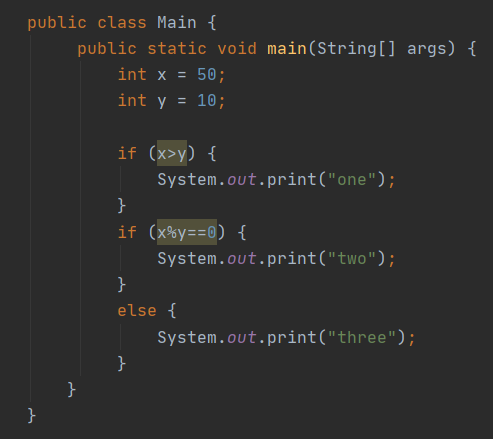 public class Main {
public static void main(String[] args) {
int x = 50;
int y = 10;
if (x>y) {
System.out.print("one");
}
if (x%y==0) {
System.out.print("two");
}
else {
System.out.print("three");
}
}
}